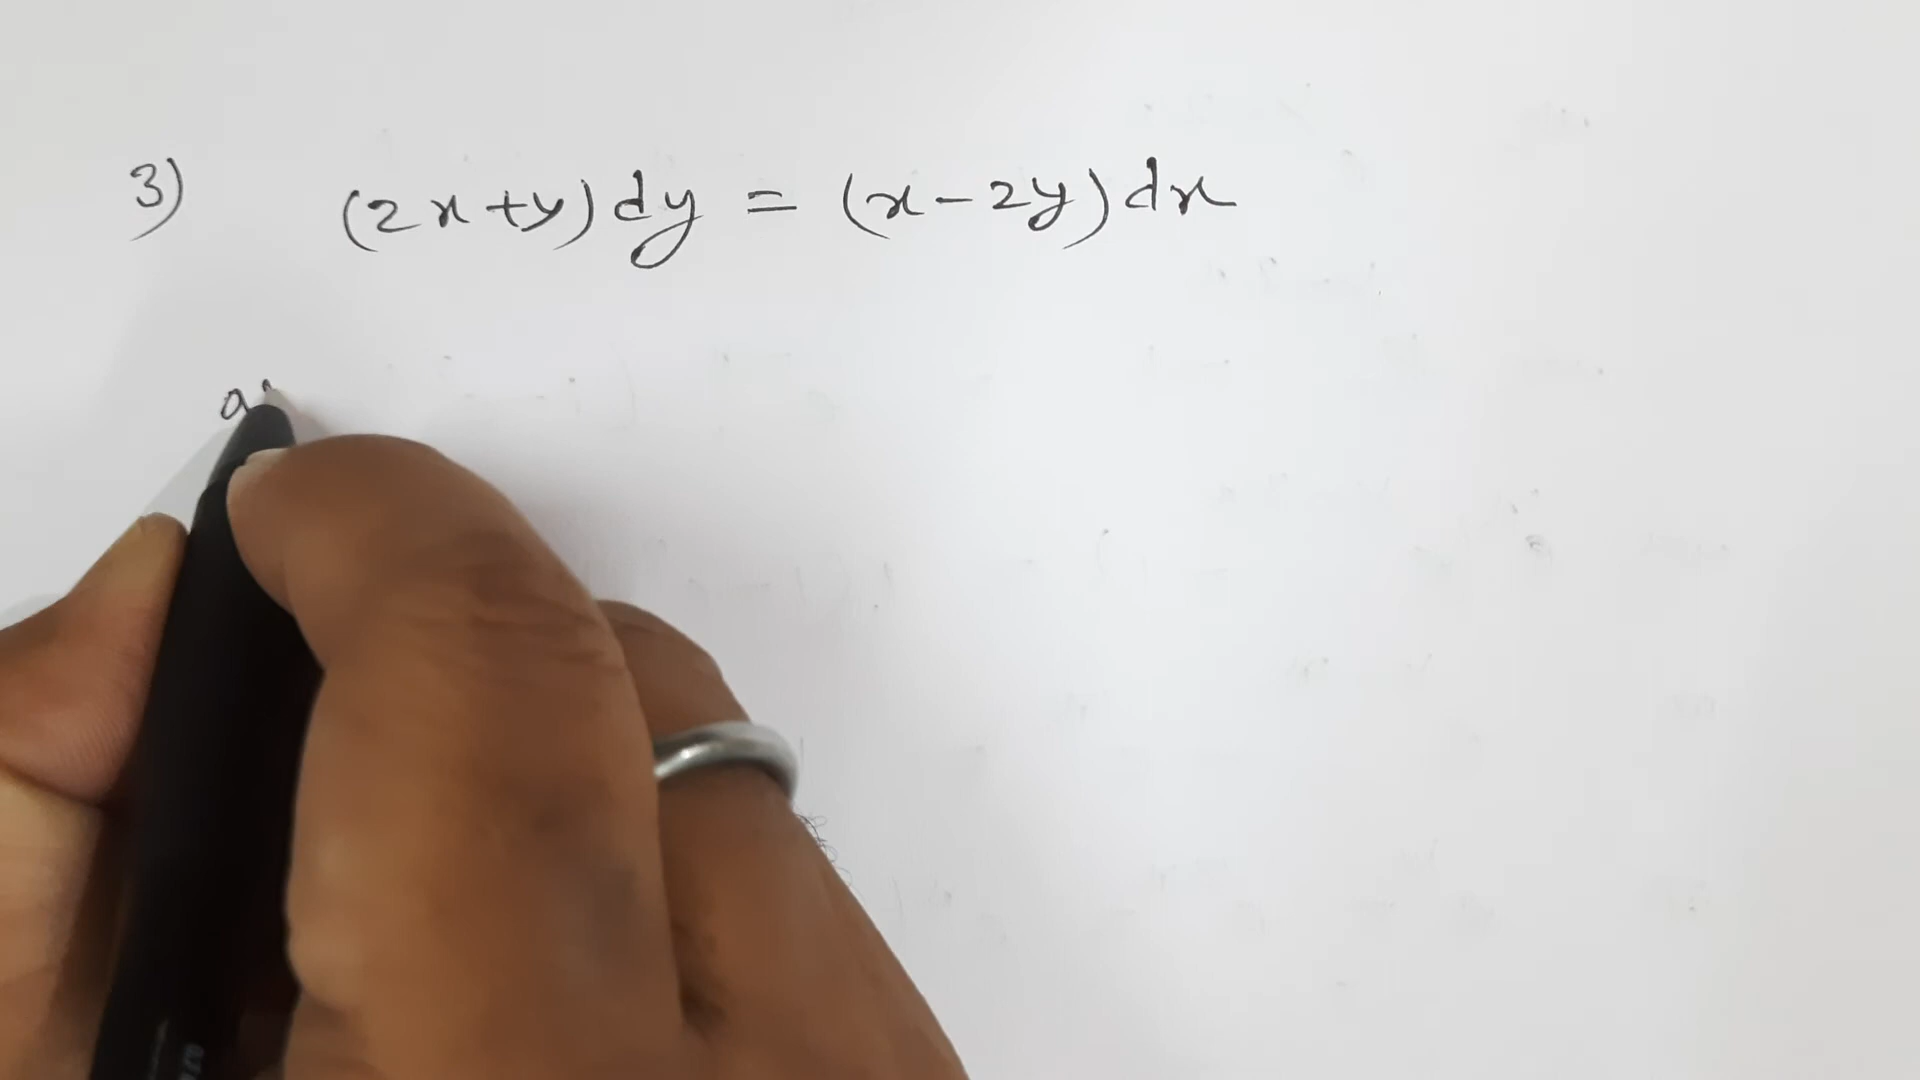 3) (2x+y)dy = (x-2y)dx